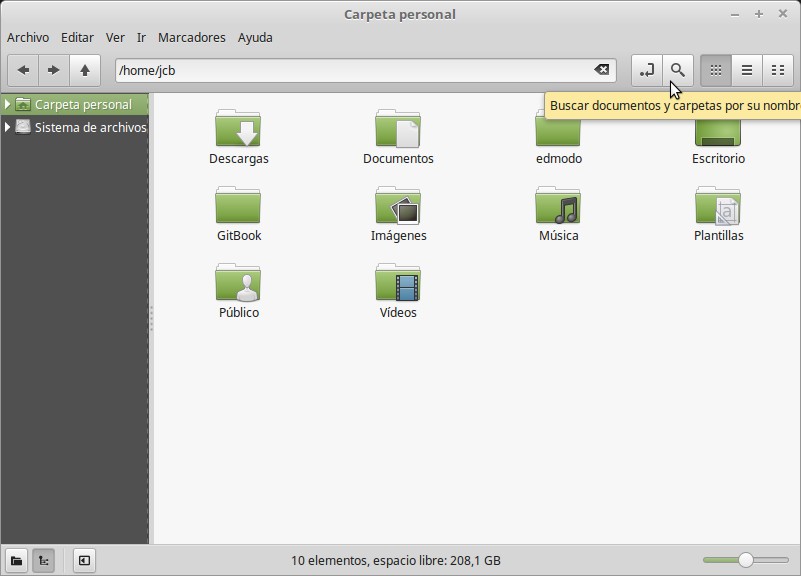 Carpeta personal
Archivo Editar Ver Ir Marcadores Ayuda
/home/jcb
Carpeta personal
Sistema de archivos
Buscar documentos y carpetas por su nombr
Descargas Documentos edmodo Escritorio
GitBook Imágenes Música Plantillas
Público Vídeos
10 elementos, espacio libre: 208,1 GB